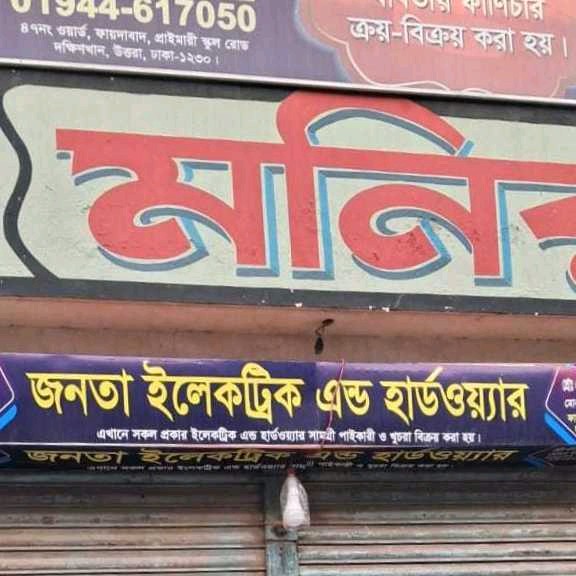 01944-617050
৪৭নং ওয়ার্ড, ফায়দাবাদ, প্রাইমারী স্কুল রোড
দক্ষিণখান, উত্তরা, ঢাকা-১২৩০।
ক্রয়-বিক্রয় করা হয়।
মনির
জনতা ইলেকট্রিক এন্ড হার্ডওয়্যার
এখানে সকল প্রকার ইলেকট্রিক এন্ড হার্ডওয়্যার সামগ্রী পাইকারী ও খুচরা বিক্রয় করা হয়।
জনতা ইলেকট্রিক এন্ড হার্ডওয়্যার